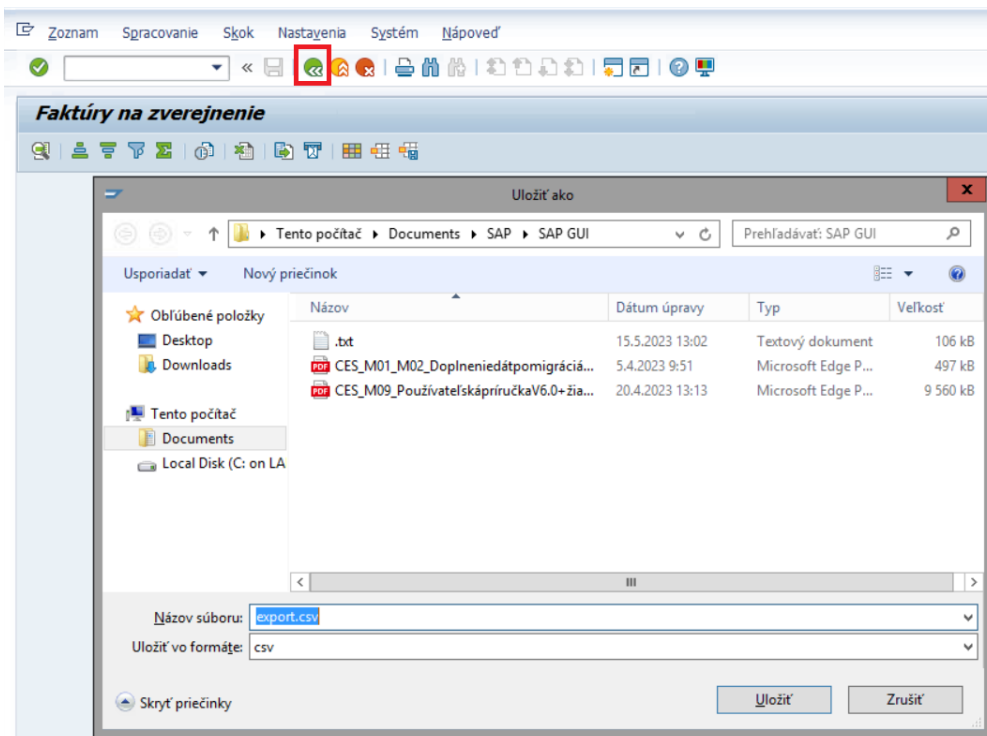 Zoznam Spracovanie Skok Nastavenia Systém Nápoveď
Faktúry na zverejnenie
Uložiť ako
Tento počítač Documents SAP SAP GUI Prehľadávať: SAP GUI
Usporiadať Nový priečinok
Názov Dátum úpravy Typ Veľkosť
Obľúbené položky
Desktop
Downloads
Tento počítač
Documents
Local Disk (C: on LA
.txt 15.5.2023 13:02 Textový dokument 106 kB
PDF CES_M01_M02_Doplneniedátpomigráciá... 5.4.2023 9:51 Microsoft Edge P... 497 kB
PDF CES_M09_PoužívateľskápríručkaV6.0+žia... 20.4.2023 13:13 Microsoft Edge P... 9 560 kB
Názov súboru: export.csv
Uložiť vo formáte: csv
Skryť priečinky Uložiť Zrušiť